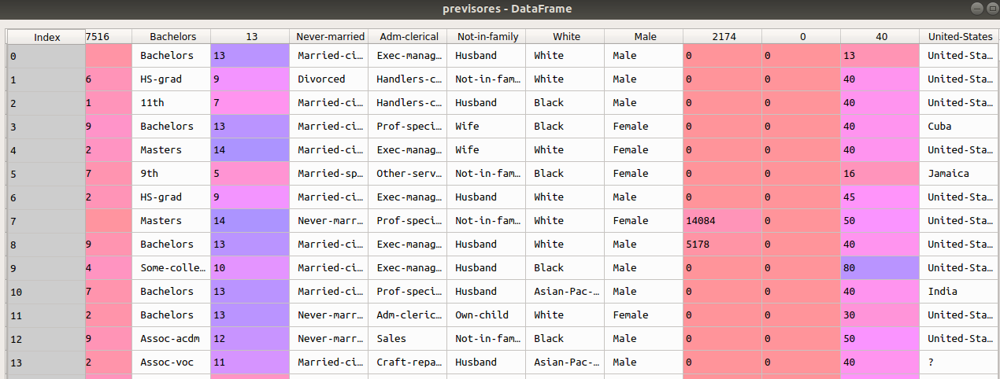 previsores - DataFrame
Index 7516 Bachelors 13 Never-married Adm-clerical Not-in-family White Male 2174 0 40 United-States
0 Bachelors 13 Married-ci… Exec-manag… Husband White Male 0 0 13 United-Sta…
1 6 HS-grad 9 Divorced Handlers-c… Not-in-fam… White Male 0 0 40 United-Sta…
2 1 11th 7 Married-ci… Handlers-c… Husband Black Male 0 0 40 United-Sta…
3 9 Bachelors 13 Married-ci… Prof-speci… Wife Black Female 0 0 40 Cuba
4 2 Masters 14 Married-ci… Exec-manag… Wife White Female 0 0 40 United-Sta…
5 7 9th 5 Married-sp… Other-serv… Not-in-fam… Black Female 0 0 16 Jamaica
6 2 HS-grad 9 Married-ci… Exec-manag… Husband White Male 0 0 45 United-Sta…
7 Masters 14 Never-marr… Prof-speci… Not-in-fam… White Female 14084 0 50 United-Sta…
8 9 Bachelors 13 Married-ci… Exec-manag… Husband White Male 5178 0 40 United-Sta…
9 4 Some-colle… 10 Married-ci… Exec-manag… Husband Black Male 0 0 80 United-Sta…
10 7 Bachelors 13 Married-ci… Prof-speci… Husband Asian-Pac-… Male 0 0 40 India
11 2 Bachelors 13 Never-marr… Adm-cleric… Own-child White Female 0 0 30 United-Sta…
12 9 Assoc-acdm 12 Never-marr… Sales Not-in-fam… Black Male 0 0 50 United-Sta…
13 2 Assoc-voc 11 Married-ci… Craft-repa… Husband Asian-Pac-… Male 0 0 40 ?